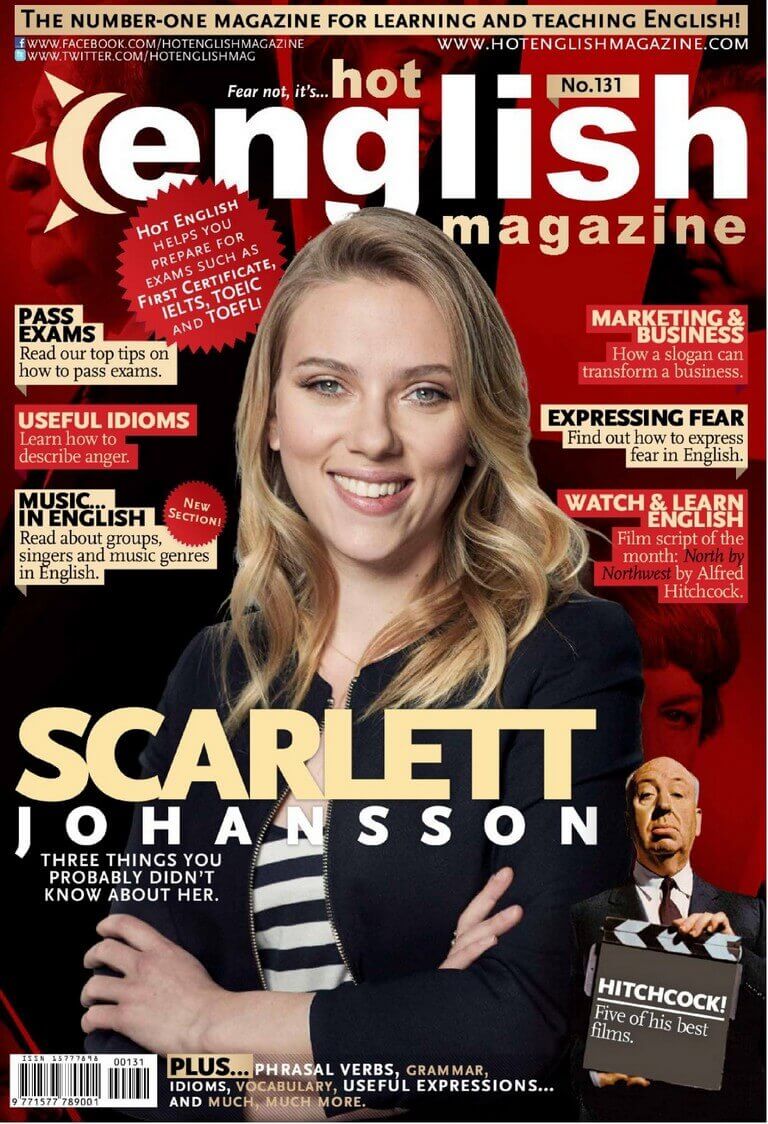 THE NUMBER-ONE MAGAZINE FOR LEARNING AND TEACHING ENGLISH!
f WWW.FACEBOOK.COM/HOTENGLISHMAGAZINE
WWW.TWITTER.COM/HOTENGLISHMAG
WWW.HOTENGLISHMAGAZINE.COM
Fear not, it's... hot
No.131
english
magazine
HOT ENGLISH
HELPS YOU
PREPARE FOR
EXAMS SUCH AS
FIRST CERTIFICATE,
IELTS, TOEIC
AND TOEFL!
PASS
EXAMS
Read our top tips on
how to pass exams.
USEFUL IDIOMS
Learn how to
describe anger.
MUSIC...
IN ENGLISH
Read about groups,
singers and music genres
in English.
NEW
SECTION!
MARKETING &
BUSINESS
How a slogan can
transform a business.
EXPRESSING FEAR
Find out how to express
fear in English.
WATCH & LEARN
ENGLISH
Film script of the
month: North by
Northwest by Alfred
Hitchcock.
SCARLETT
JOHANSSON
THREE THINGS YOU
PROBABLY DIDN'T
KNOW ABOUT HER.
HITCHCOCK!
Five of his best
films.
ISSN 15777898
00131
9 771577 789001
PLUS... PHRASAL VERBS, GRAMMAR,
IDIOMS, VOCABULARY, USEFUL EXPRESSIONS...
AND MUCH, MUCH MORE.